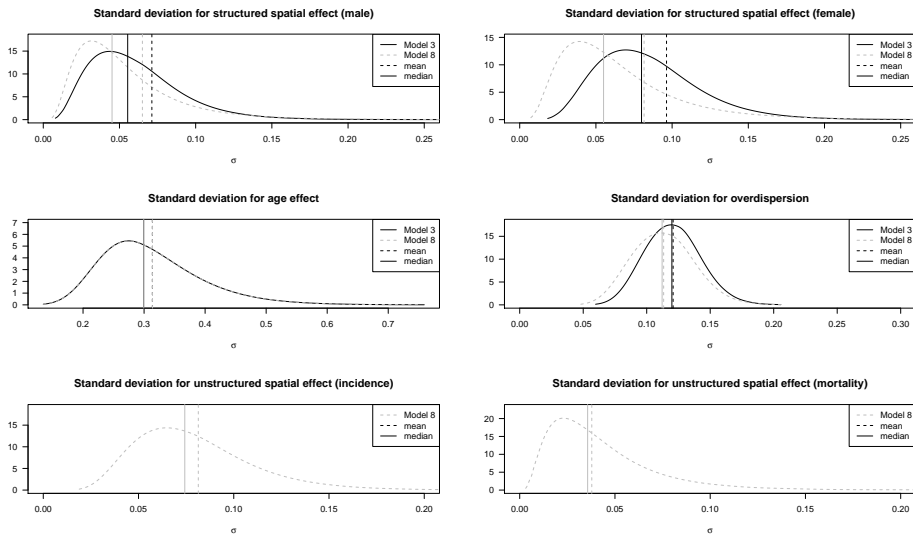 Standard deviation for structured spatial effect (male)
15
10
5
0
Model 3
Model 8
mean
median
0.00 0.05 0.10 0.15 0.20 0.25
σ
Standard deviation for structured spatial effect (female)
15
10
5
0
Model 3
Model 8
mean
median
0.00 0.05 0.10 0.15 0.20 0.25
σ
Standard deviation for age effect
7
6
5
4
3
2
1
0
Model 3
Model 8
mean
median
0.2 0.3 0.4 0.5 0.6 0.7
σ
Standard deviation for overdispersion
15
10
5
0
Model 3
Model 8
mean
median
0.00 0.05 0.10 0.15 0.20 0.25 0.30
σ
Standard deviation for unstructured spatial effect (incidence)
15
10
5
0
Model 8
mean
median
0.00 0.05 0.10 0.15 0.20
σ
Standard deviation for unstructured spatial effect (mortality)
20
15
10
5
0
Model 8
mean
median
0.00 0.05 0.10 0.15 0.20
σ